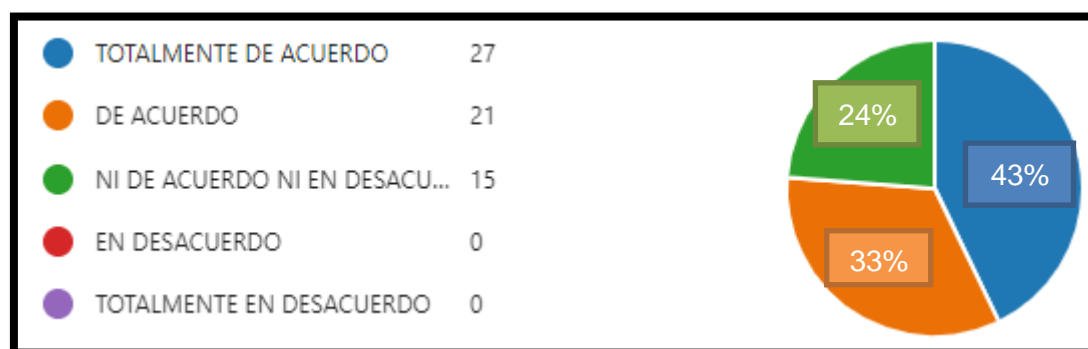 TOTALMENTE DE ACUERDO 27
DE ACUERDO 21
NI DE ACUERDO NI EN DESACU... 15
EN DESACUERDO 0
TOTALMENTE EN DESACUERDO 0
24%
43%
33%